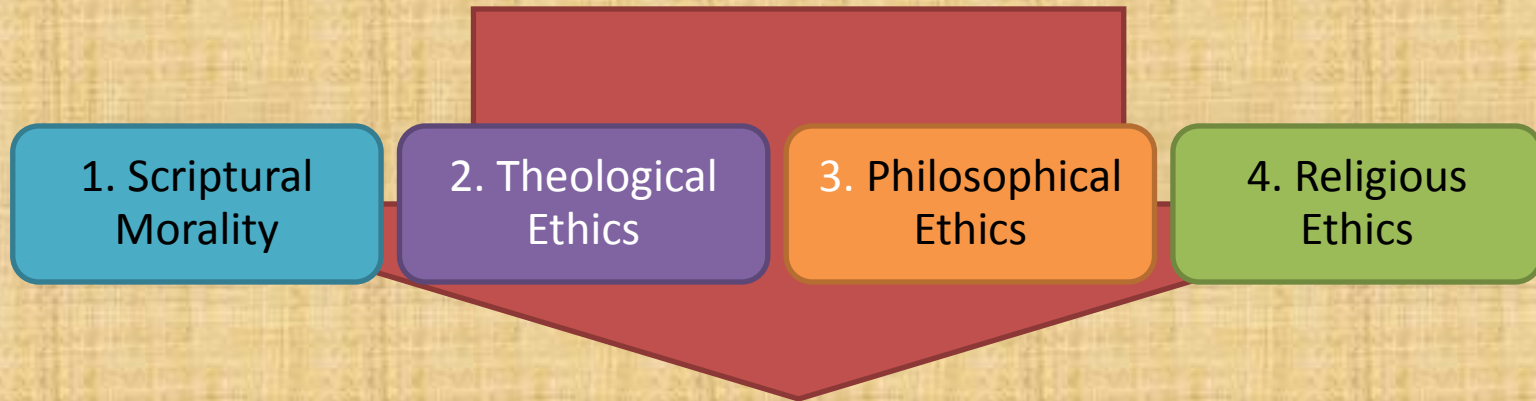 1. Scriptural
Morality
2. Theological
Ethics
3. Philosophical
Ethics
4. Religious
Ethics